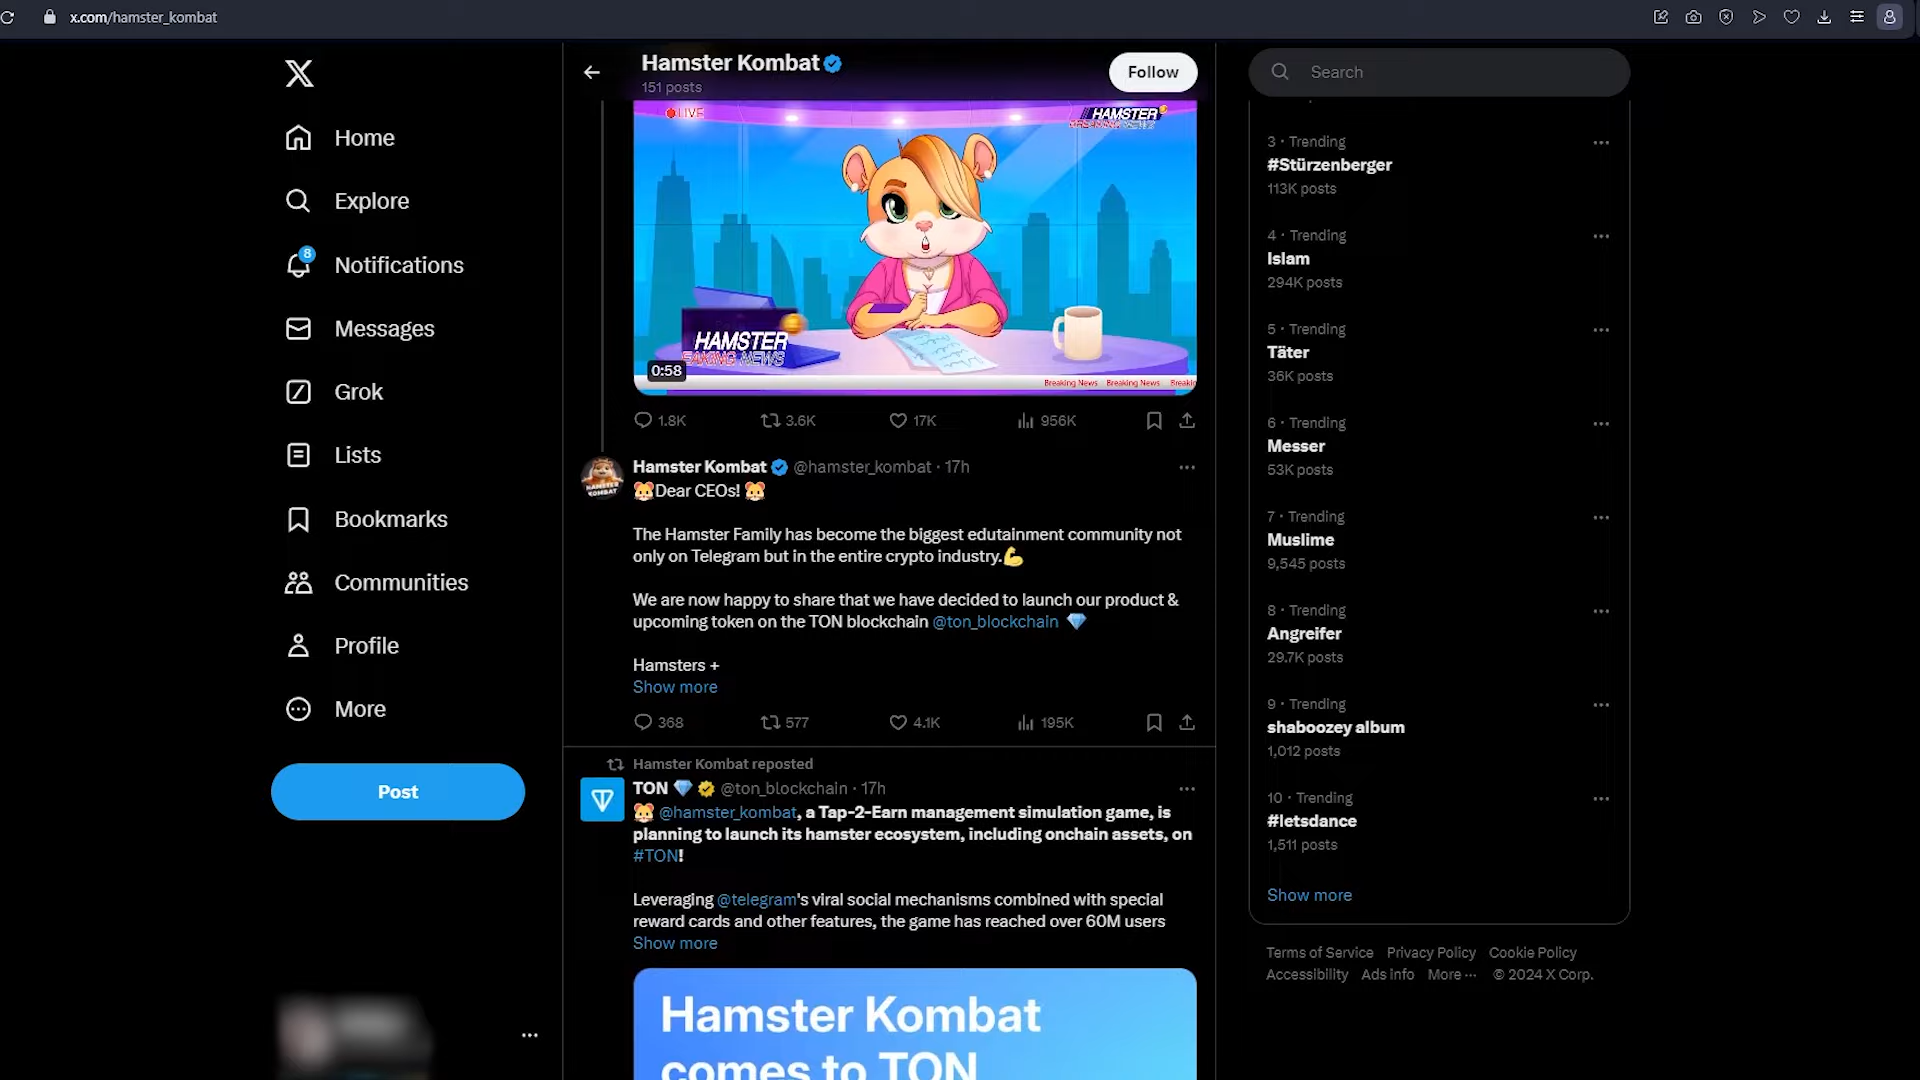 x.com/hamster_kombat
Home
Explore
8
Notifications
Messages
Grok
Lists
Bookmarks
Communities
Profile
More
Post
Hamster Kombat
151 posts
Follow
LIVE
HAMSTER
BREAKING NEWS
HAMSTER
EAKING NEWS
0:58
Breaking News Breaking News Breakin
1.8K 3.6K 17K 956K
Hamster Kombat @hamster_kombat · 17h
🐹Dear CEOs! 🐹
The Hamster Family has become the biggest edutainment community not
only on Telegram but in the entire crypto industry.💪
We are now happy to share that we have decided to launch our product &
upcoming token on the TON blockchain @ton_blockchain 💎
Hamsters +
Show more
368 577 4.1K 195K
Hamster Kombat reposted
TON 💎 @ton_blockchain · 17h
🐹 @hamster_kombat, a Tap-2-Earn management simulation game, is
planning to launch its hamster ecosystem, including onchain assets, on
#TON!
Leveraging @telegram's viral social mechanisms combined with special
reward cards and other features, the game has reached over 60M users
Show more
Hamster Kombat
comes to TON
Search
3 · Trending
#Stürzenberger
113K posts
4 · Trending
Islam
294K posts
5 · Trending
Täter
36K posts
6 · Trending
Messer
53K posts
7 · Trending
Muslime
9,545 posts
8 · Trending
Angreifer
29.7K posts
9 · Trending
shaboozey album
1,012 posts
10 · Trending
#letsdance
1,511 posts
Show more
Terms of Service Privacy Policy Cookie Policy
Accessibility Ads info More ··· © 2024 X Corp.